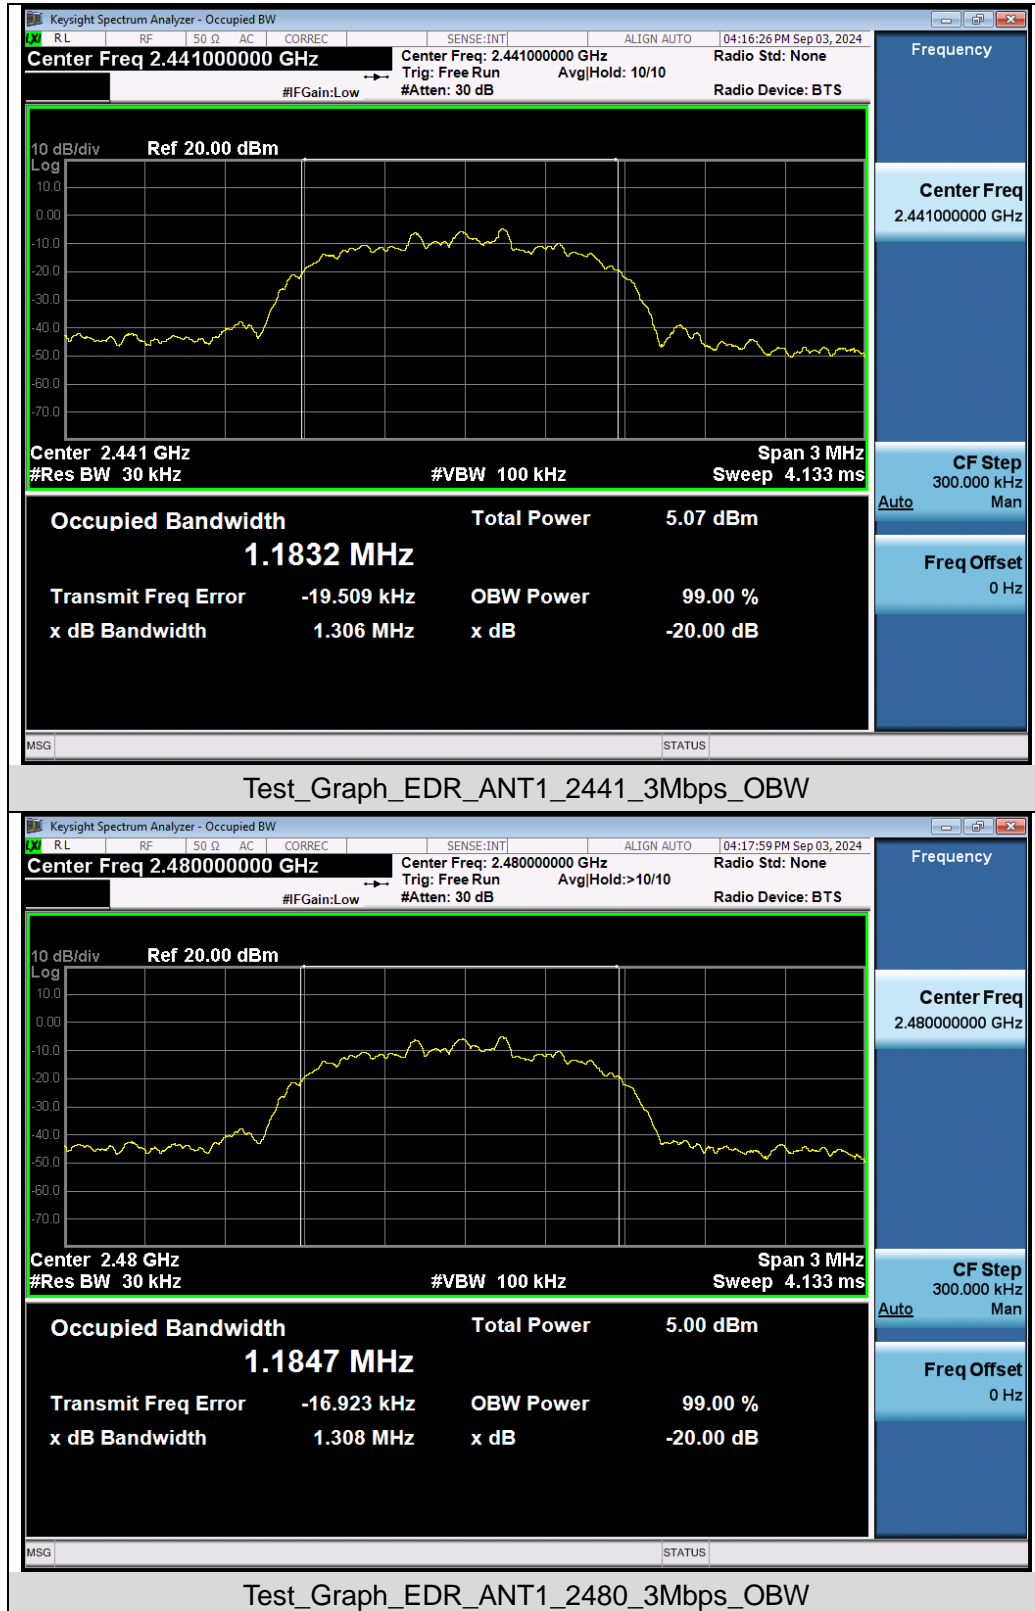 Keysight Spectrum Analyzer - Occupied BW
LXI RL RF 50 Ω AC CORREC SENSE:INT ALIGN AUTO 04:16:26 PM Sep 03, 2024
Center Freq 2.441000000 GHz
Center Freq: 2.441000000 GHz
Radio Std: None
Trig: Free Run Avg|Hold: 10/10
#IFGain:Low #Atten: 30 dB Radio Device: BTS
Frequency
10 dB/div Ref 20.00 dBm
Log
10.0
0.00
-10.0
-20.0
-30.0
-40.0
-50.0
-60.0
-70.0
Center Freq
2.441000000 GHz
Center 2.441 GHz Span 3 MHz
#Res BW 30 kHz #VBW 100 kHz Sweep 4.133 ms
CF Step
300.000 kHz
Auto Man
Occupied Bandwidth Total Power 5.07 dBm
1.1832 MHz
Freq Offset
0 Hz
Transmit Freq Error -19.509 kHz OBW Power 99.00 %
x dB Bandwidth 1.306 MHz x dB -20.00 dB
MSG STATUS
Test_Graph_EDR_ANT1_2441_3Mbps_OBW
Keysight Spectrum Analyzer - Occupied BW
LXI RL RF 50 Ω AC CORREC SENSE:INT ALIGN AUTO 04:17:59 PM Sep 03, 2024
Center Freq 2.480000000 GHz
Center Freq: 2.480000000 GHz
Radio Std: None
Trig: Free Run Avg|Hold:>10/10
#IFGain:Low #Atten: 30 dB Radio Device: BTS
Frequency
10 dB/div Ref 20.00 dBm
Log
10.0
0.00
-10.0
-20.0
-30.0
-40.0
-50.0
-60.0
-70.0
Center Freq
2.480000000 GHz
Center 2.48 GHz Span 3 MHz
#Res BW 30 kHz #VBW 100 kHz Sweep 4.133 ms
CF Step
300.000 kHz
Auto Man
Occupied Bandwidth Total Power 5.00 dBm
1.1847 MHz
Freq Offset
0 Hz
Transmit Freq Error -16.923 kHz OBW Power 99.00 %
x dB Bandwidth 1.308 MHz x dB -20.00 dB
MSG STATUS
Test_Graph_EDR_ANT1_2480_3Mbps_OBW